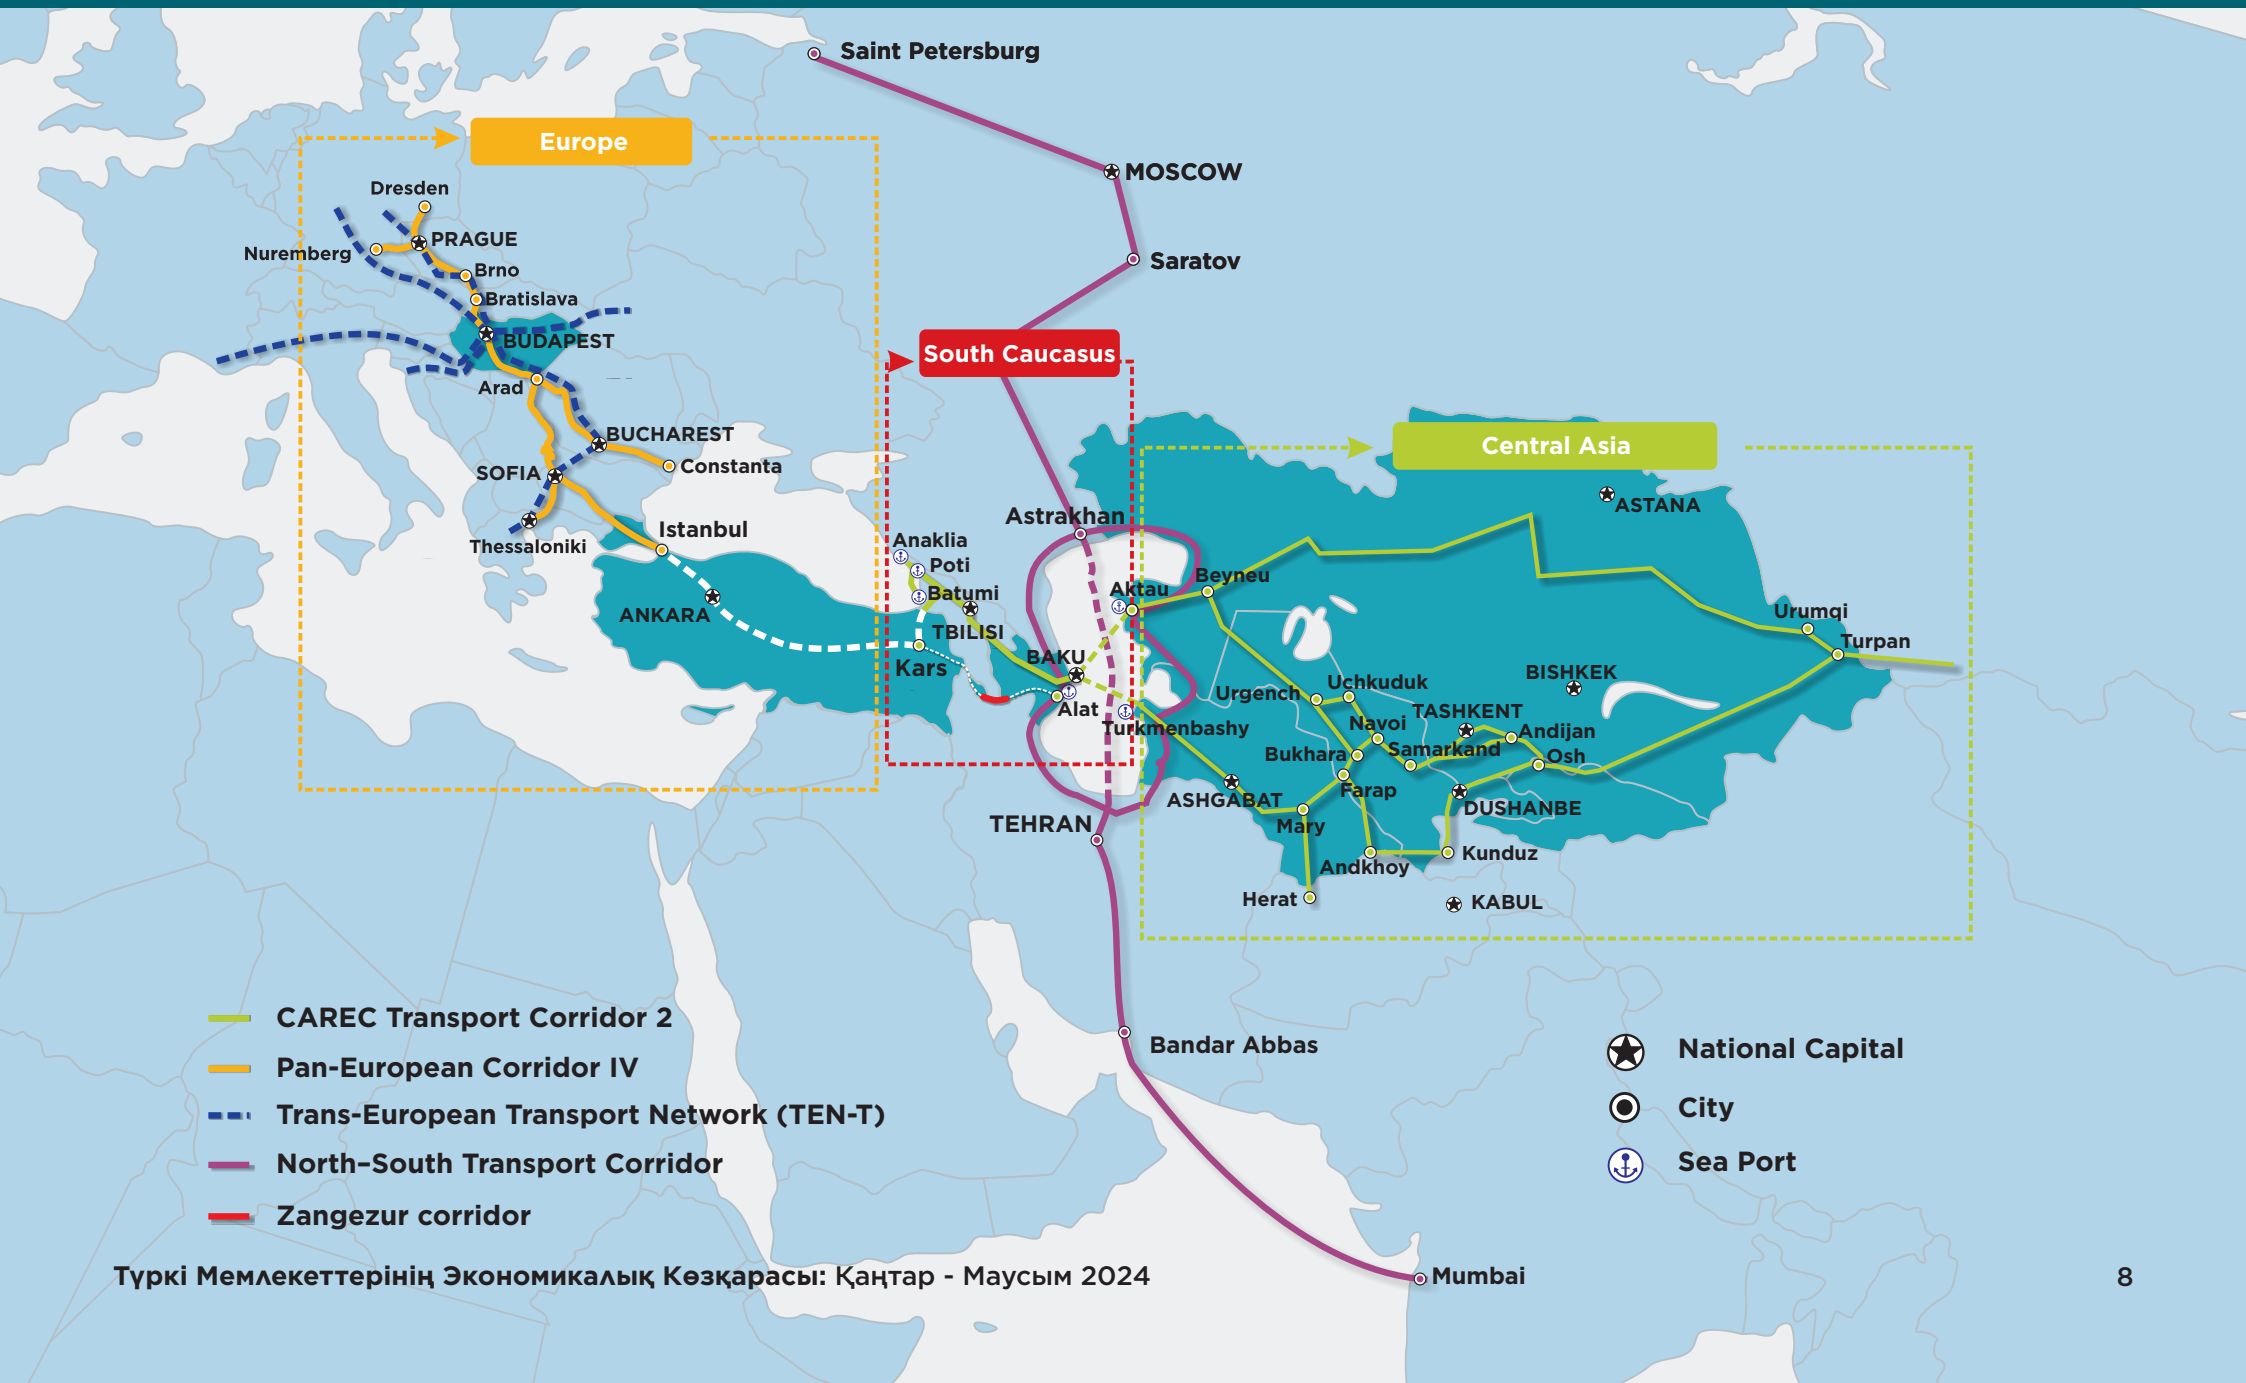 Saint Petersburg
Europe
MOSCOW
Dresden
PRAGUE
Nuremberg
Saratov
Brno
Bratislava
BUDAPEST
South Caucasus
Arad
BUCHAREST
Central Asia
Constanta
SOFIA
ASTANA
Istanbul
Astrakhan
Thessaloniki
Anaklia
Poti
Beyneu
Batumi
Aktau
ANKARA
Urumqi
TBILISI
Turpan
BAKU
Kars
BISHKEK
Uchkuduk
Urgench
Alat
TASHKENT
Navoi
Turkmenbashy
Andijan
Samarkand
Bukhara
Osh
Farap
ASHGABAT
DUSHANBE
TEHRAN
Mary
Kunduz
Andkhoy
Herat
KABUL
Bandar Abbas
CAREC Transport Corridor 2
Pan-European Corridor IV
Trans-European Transport Network (TEN-T)
North–South Transport Corridor
Zangezur corridor
National Capital
City
Sea Port
Mumbai
Түркі Мемлекеттерінің Экономикалық Көзқарасы: Қаңтар - Маусым 2024
8